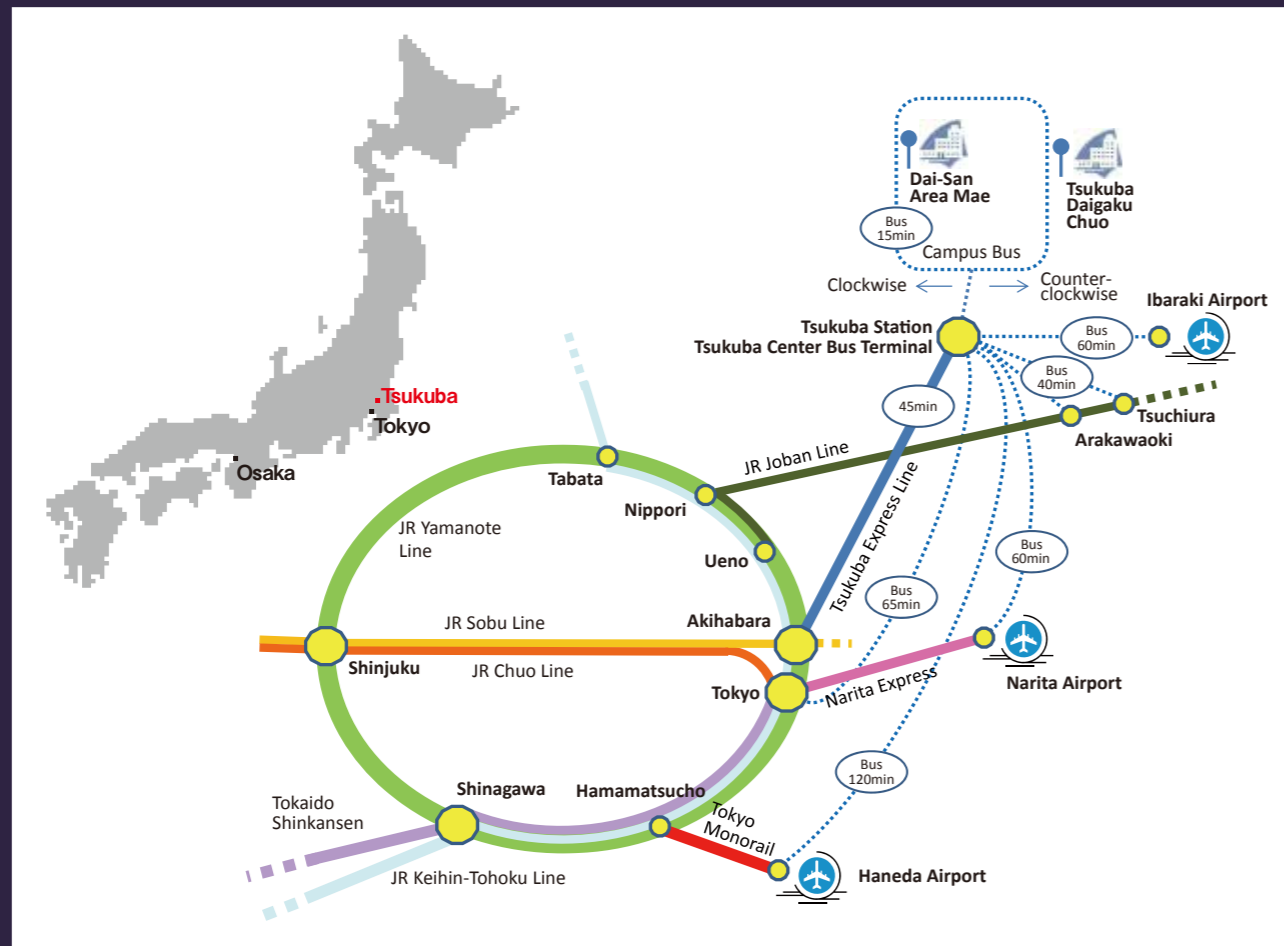 Tsukuba
Tokyo
Osaka
Dai-San
Area Mae
Tsukuba
Daigaku
Chuo
Bus
15min
Campus Bus
Clockwise
Counter-
clockwise
Ibaraki Airport
Tsukuba Station
Tsukuba Center Bus Terminal
Bus
60min
Bus
40min
45min
Tsuchiura
Arakawaoki
JR Joban Line
Tabata
Nippori
JR Yamanote
Line
Ueno
Tsukuba Express Line
Bus
60min
Bus
65min
JR Sobu Line
Akihabara
Shinjuku
JR Chuo Line
Tokyo
Narita Express
Narita Airport
Bus
120min
Shinagawa
Hamamatsucho
Tokaido
Shinkansen
Tokyo
Monorail
JR Keihin-Tohoku Line
Haneda Airport